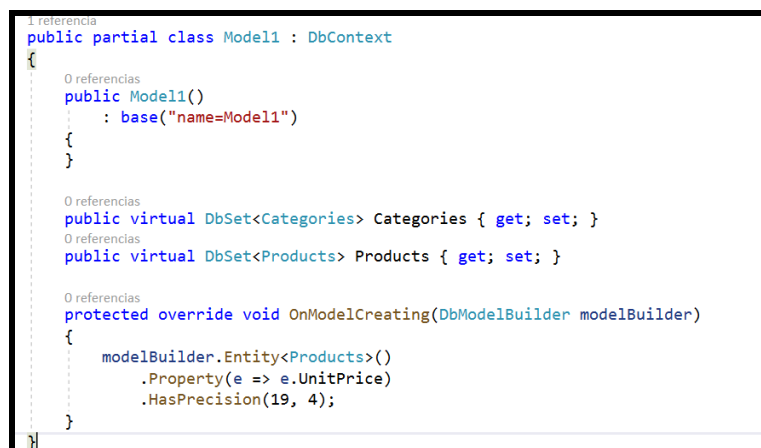 1 referencia
public partial class Model1 : DbContext
{
0 referencias
public Model1()
: base("name=Model1")
{
}
0 referencias
public virtual DbSet<Categories> Categories { get; set; }
0 referencias
public virtual DbSet<Products> Products { get; set; }
0 referencias
protected override void OnModelCreating(DbModelBuilder modelBuilder)
{
modelBuilder.Entity<Products>()
.Property(e => e.UnitPrice)
.HasPrecision(19, 4);
}
}